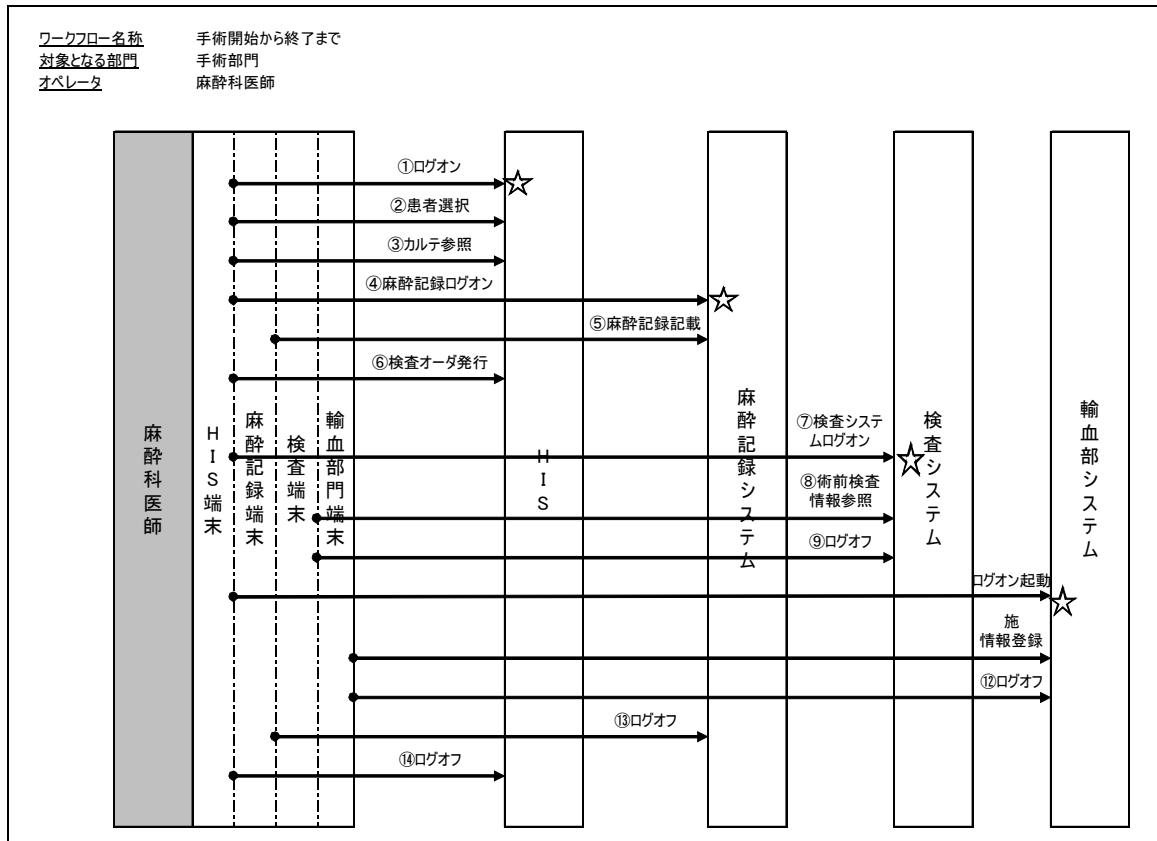 ワークフロー名称 手術開始から終了まで
対象となる部門 手術部門
オペレータ 麻酔科医師
①ログオン
②患者選択
③カルテ参照
④麻酔記録ログオン
⑤麻酔記録記載
⑥検査オーダ発行
⑦検査システ
ムログオン
⑧術前検査
情報参照
⑨ログオフ
ログオン起動
施
情報登録
⑫ログオフ
⑬ログオフ
⑭ログオフ
麻酔科医師
HIS端末
麻酔記録端末
検査端末
輸血部門端末
HIS
麻酔記録システム
検査システム
輸血部システム